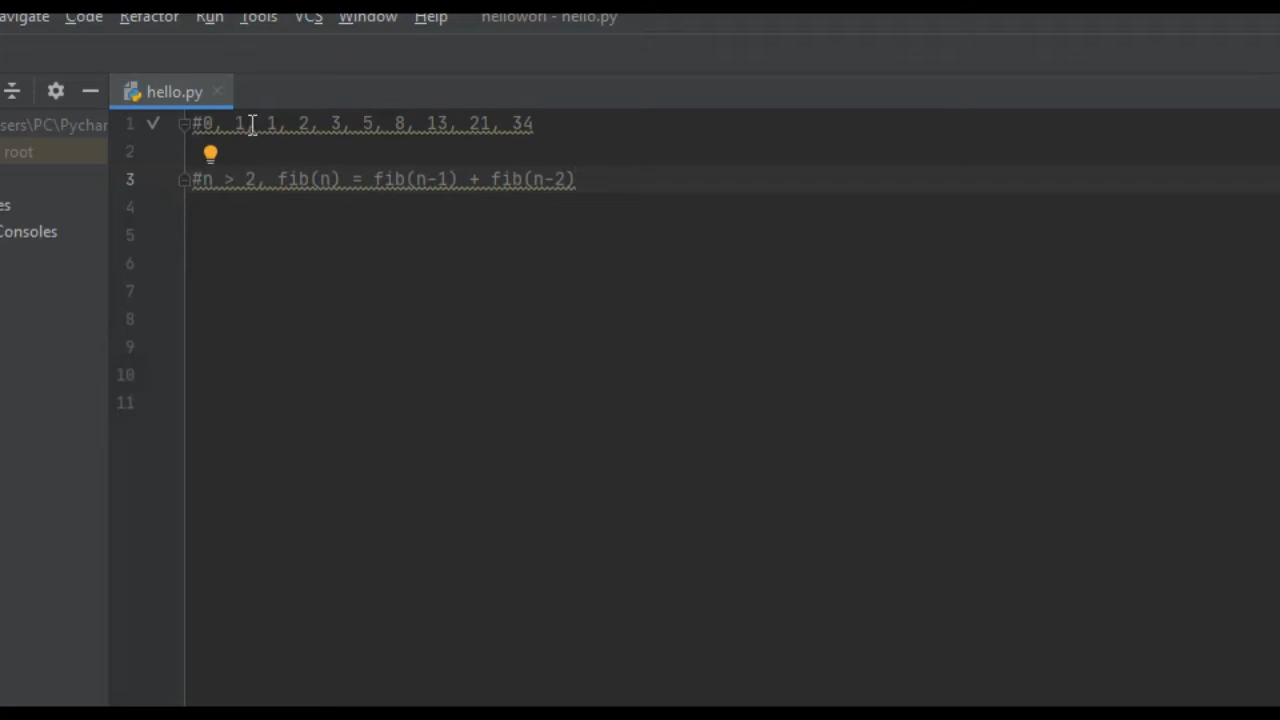 avigate Code Refactor Run Tools VCS Window Help helloworl - hello.py
hello.py
sers\PC\Pychar
root
es
Consoles
1 #0, 1, 1, 2, 3, 5, 8, 13, 21, 34
2
3 #n > 2, fib(n) = fib(n-1) + fib(n-2)
4
5
6
7
8
9
10
11